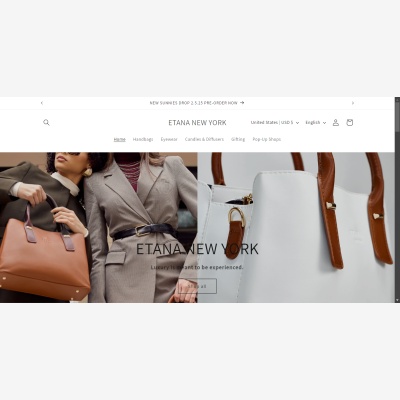 NEW SUNNIES DROP 2.5.25 PRE-ORDER NOW →
ETANA NEW YORK
United States | USD $
English
Home Handbags Eyewear Candles & Diffusers Gifting Pop-Up Shops
ETANA NEW YORK
Luxury is meant to be experienced.
all